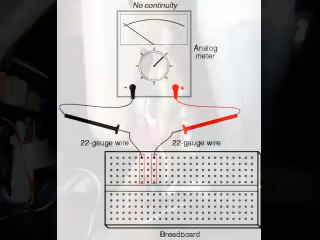 No continuity
Analog
meter
- +
22-gauge wire 22-gauge wire
Breadboard